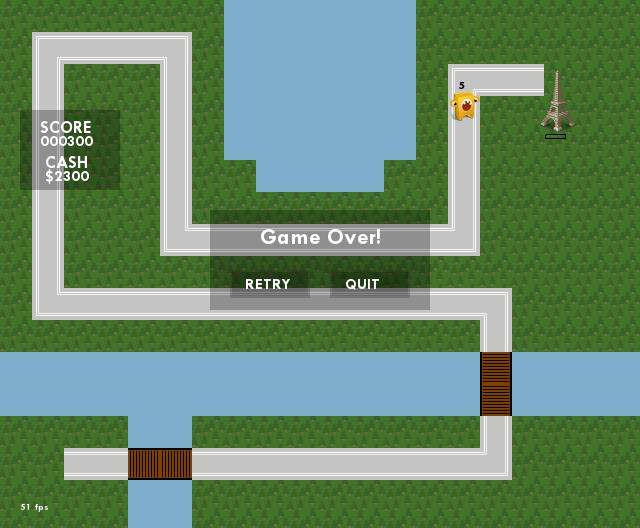 5
SCORE
000300
CASH
$2300
Game Over!
RETRY
QUIT
51 fps